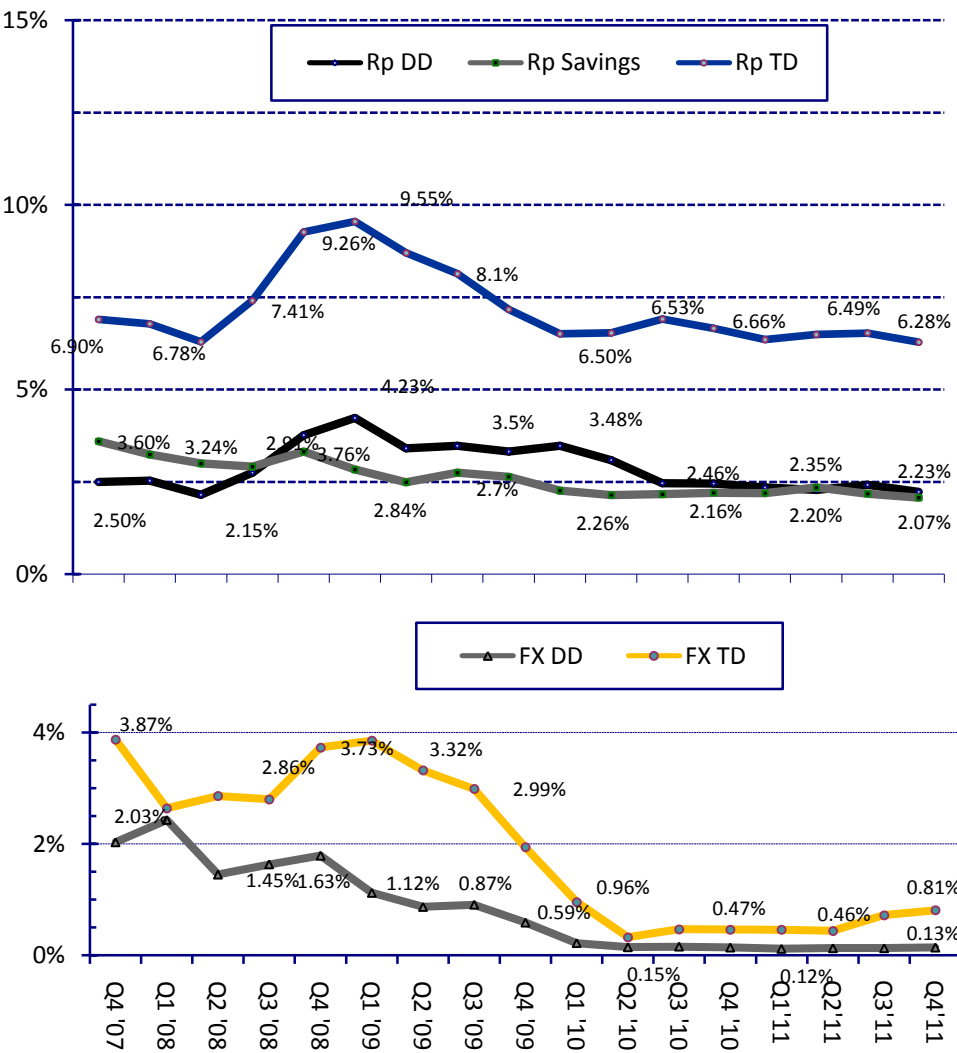 15%
Rp DD Rp Savings Rp TD
10%
9.55%
9.26%
8.1%
7.41%
6.53%
6.66%
6.49%
6.28%
6.90%
6.78%
6.50%
5%
4.23%
3.5%
3.48%
3.60%
3.24%
2.91%
3.76%
2.46%
2.35%
2.23%
2.50%
2.15%
2.84%
2.7%
2.26%
2.16%
2.20%
2.07%
0%
FX DD FX TD
4%
3.87%
3.73%
3.32%
2.86%
2.99%
2%
2.03%
1.45%
1.63%
1.12%
0.87%
0.59%
0.96%
0.47%
0.46%
0.81%
0.13%
0%
0.15%
0.12%
Q4 '07
Q1 '08
Q2 '08
Q3 '08
Q4 '08
Q1 '09
Q2 '09
Q3 '09
Q4 '09
Q1 '10
Q2 '10
Q3 '10
Q4 '10
Q1'11
Q2 '11
Q3 '11
Q4'11